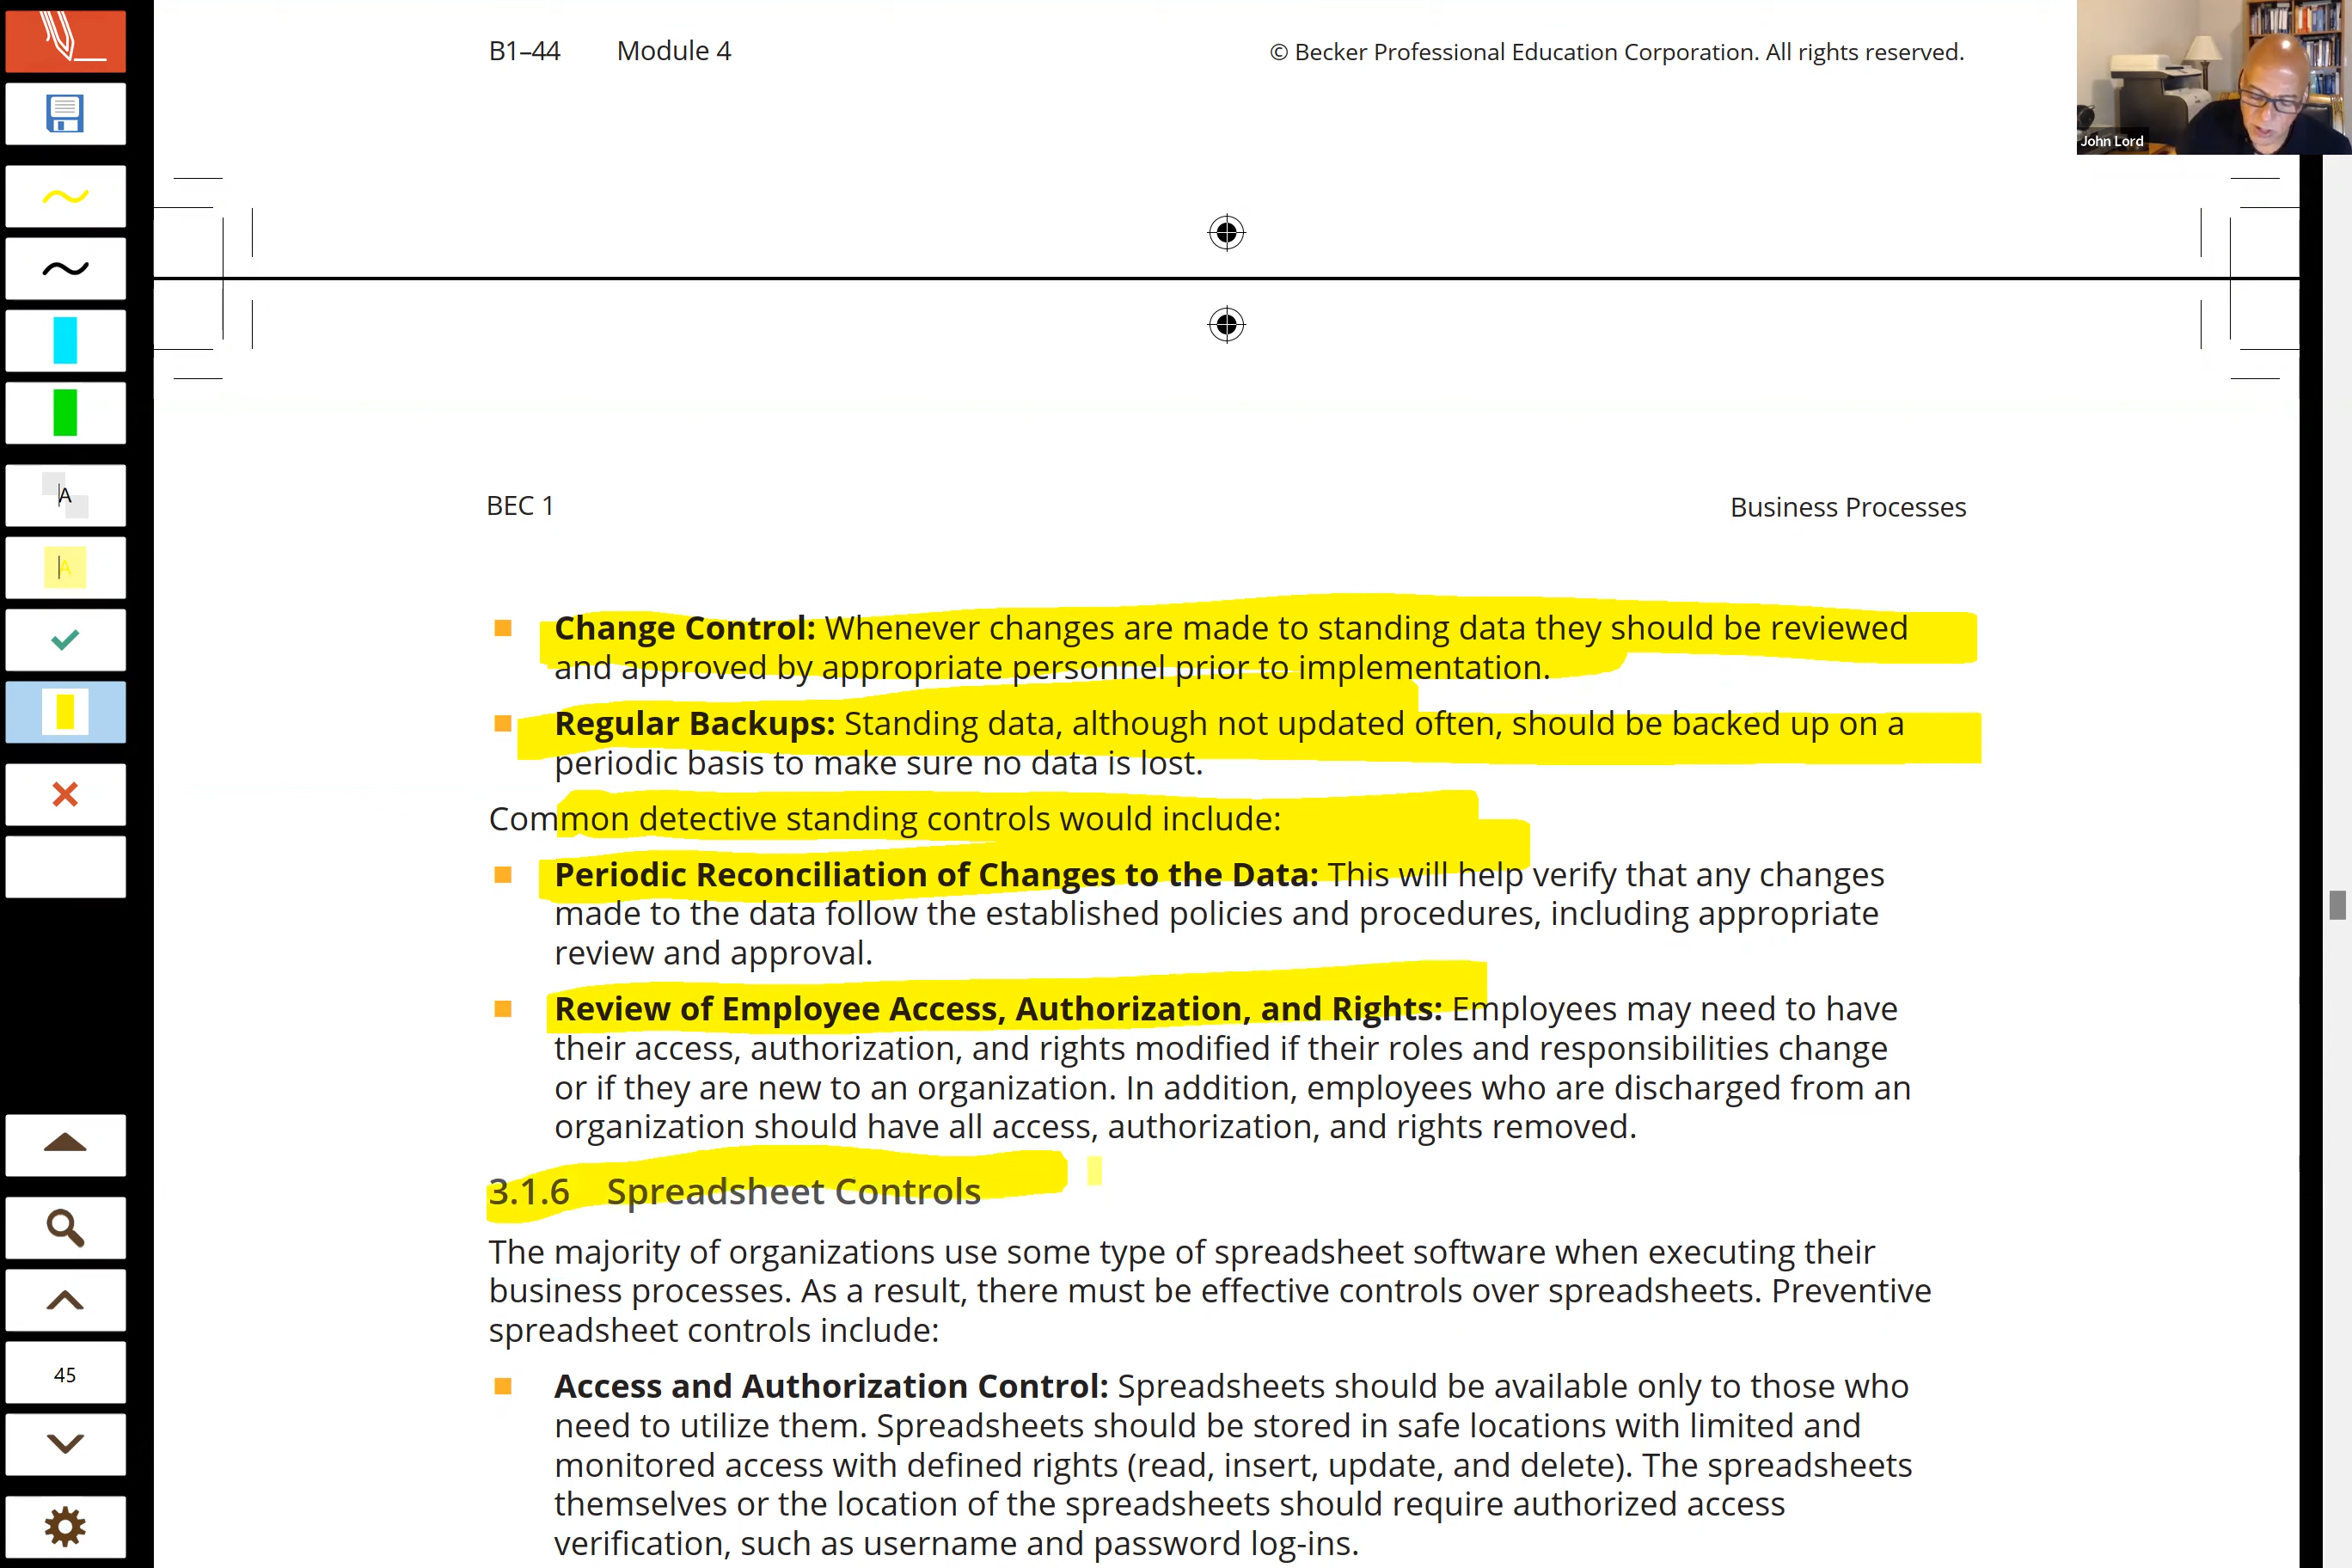 B1–44 Module 4 © Becker Professional Education Corporation. All rights reserved.
John Lord
BEC 1 Business Processes
Change Control: Whenever changes are made to standing data they should be reviewed
and approved by appropriate personnel prior to implementation.
Regular Backups: Standing data, although not updated often, should be backed up on a
periodic basis to make sure no data is lost.
Common detective standing controls would include:
Periodic Reconciliation of Changes to the Data: This will help verify that any changes
made to the data follow the established policies and procedures, including appropriate
review and approval.
Review of Employee Access, Authorization, and Rights: Employees may need to have
their access, authorization, and rights modified if their roles and responsibilities change
or if they are new to an organization. In addition, employees who are discharged from an
organization should have all access, authorization, and rights removed.
3.1.6 Spreadsheet Controls
The majority of organizations use some type of spreadsheet software when executing their
business processes. As a result, there must be effective controls over spreadsheets. Preventive
spreadsheet controls include:
Access and Authorization Control: Spreadsheets should be available only to those who
need to utilize them. Spreadsheets should be stored in safe locations with limited and
monitored access with defined rights (read, insert, update, and delete). The spreadsheets
themselves or the location of the spreadsheets should require authorized access
verification, such as username and password log-ins.
A
A
45